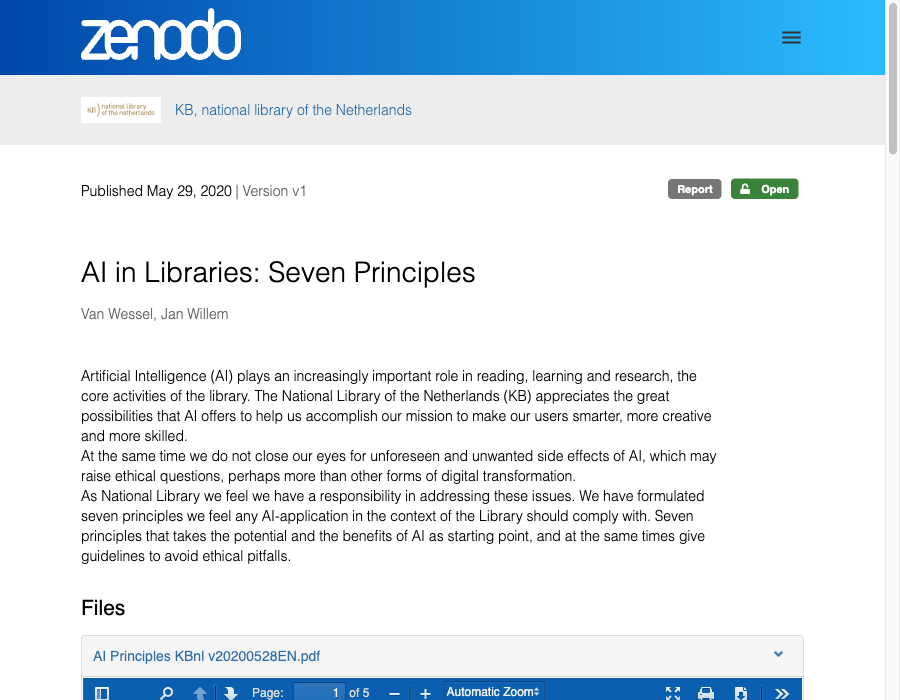 zenodo
KB national library of the netherlands
KB, national library of the Netherlands
Published May 29, 2020 | Version v1
Report
Open
AI in Libraries: Seven Principles
Van Wessel, Jan Willem
Artificial Intelligence (AI) plays an increasingly important role in reading, learning and research, the
core activities of the library. The National Library of the Netherlands (KB) appreciates the great
possibilities that AI offers to help us accomplish our mission to make our users smarter, more creative
and more skilled.
At the same time we do not close our eyes for unforeseen and unwanted side effects of AI, which may
raise ethical questions, perhaps more than other forms of digital transformation.
As National Library we feel we have a responsibility in addressing these issues. We have formulated
seven principles we feel any AI-application in the context of the Library should comply with. Seven
principles that takes the potential and the benefits of AI as starting point, and at the same times give
guidelines to avoid ethical pitfalls.
Files
AI Principles KBnl v20200528EN.pdf
Page: 1 of 5 Automatic Zoom